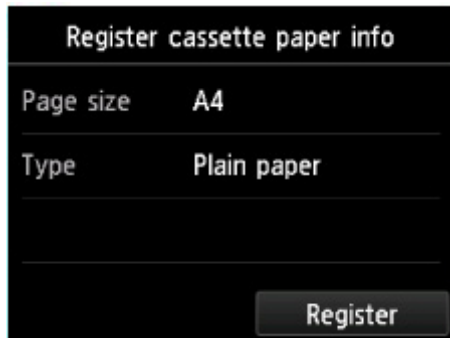 Register cassette paper info
Page size A4
Type Plain paper
Register